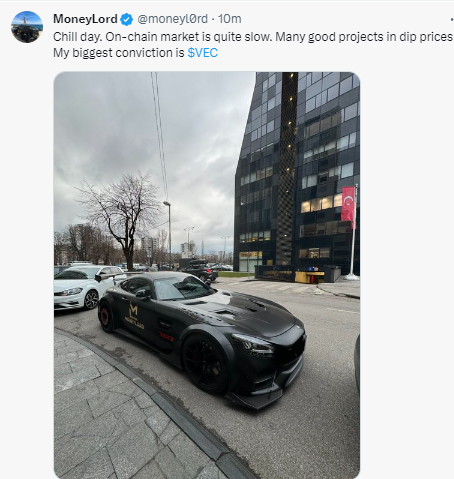 MoneyLord @moneyl0rd · 10m
Chill day. On-chain market is quite slow. Many good projects in dip prices
My biggest conviction is $VEC
M